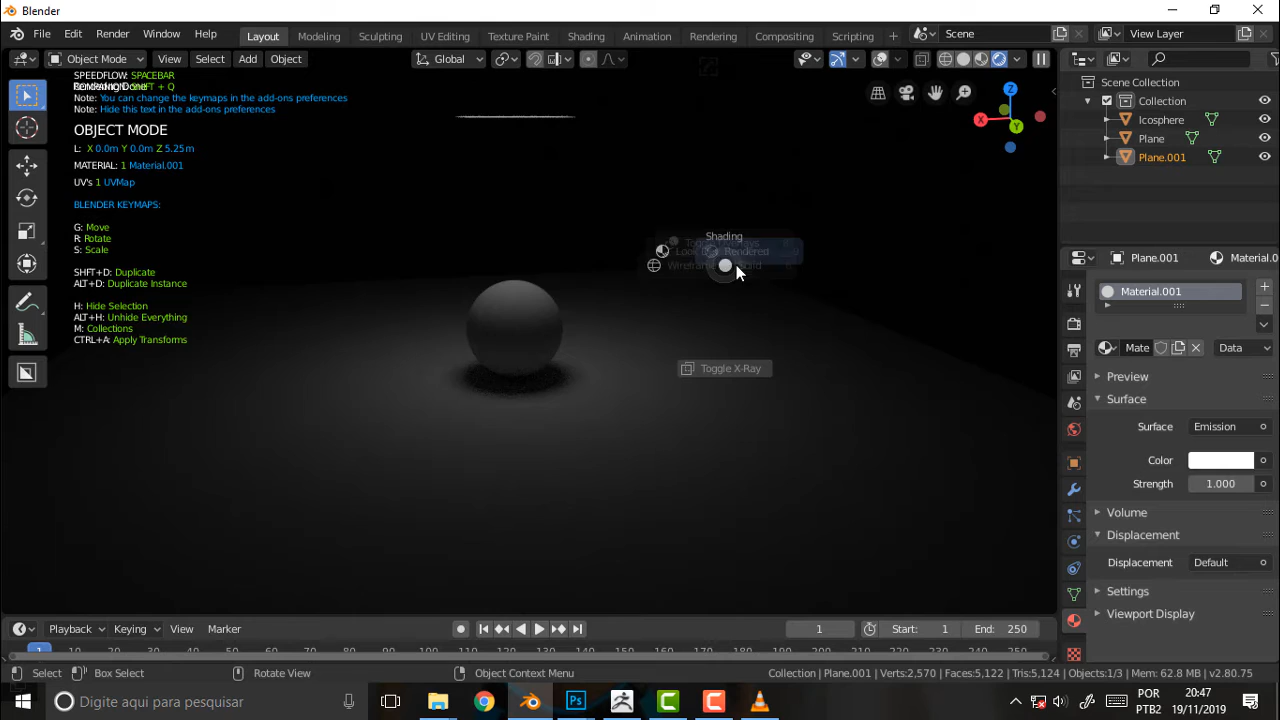 Blender
File Edit Render Window Help Layout Modeling Sculpting UV Editing Texture Paint Shading Animation Rendering Compositing Scripting + Scene View Layer
Object Mode View Select Add Object Global
SPEEDFLOW: SPACEBAR
SHIFT + Q
Note: You can change the keymaps in the add-ons preferences
Note: Hide this text in the add-ons preferences
OBJECT MODE
L: X 0.0m Y 0.0m Z 5.25m
MATERIAL: 1 Material.001
UV's 1 UVMap
BLENDER KEYMAPS:
G: Move
R: Rotate
S: Scale
SHFT+D: Duplicate
ALT+D: Duplicate Instance
H: Hide Selection
ALT+H: Unhide Everything
M: Collections
CTRL+A: Apply Transforms
Z
X
Y
Shading
Rendered
Wireframe
Toggle X-Ray
Scene Collection
Collection
Icosphere
Plane
Plane.001
Plane.001 Material.0
Material.001
Mate Data
Preview
Surface
Surface Emission
Color
Strength 1.000
Volume
Displacement
Displacement Default
Settings
Viewport Display
Playback Keying View Marker 1 Start: 1 End: 250
Select Box Select Rotate View Object Context Menu Collection | Plane.001 | Verts:2,570 | Faces:5,122 | Tris:5,124 | Objects:1/3 | Mem: 62.8 MB | v2.80.75
Digite aqui para pesquisar
POR
PTB2
20:47
19/11/2019